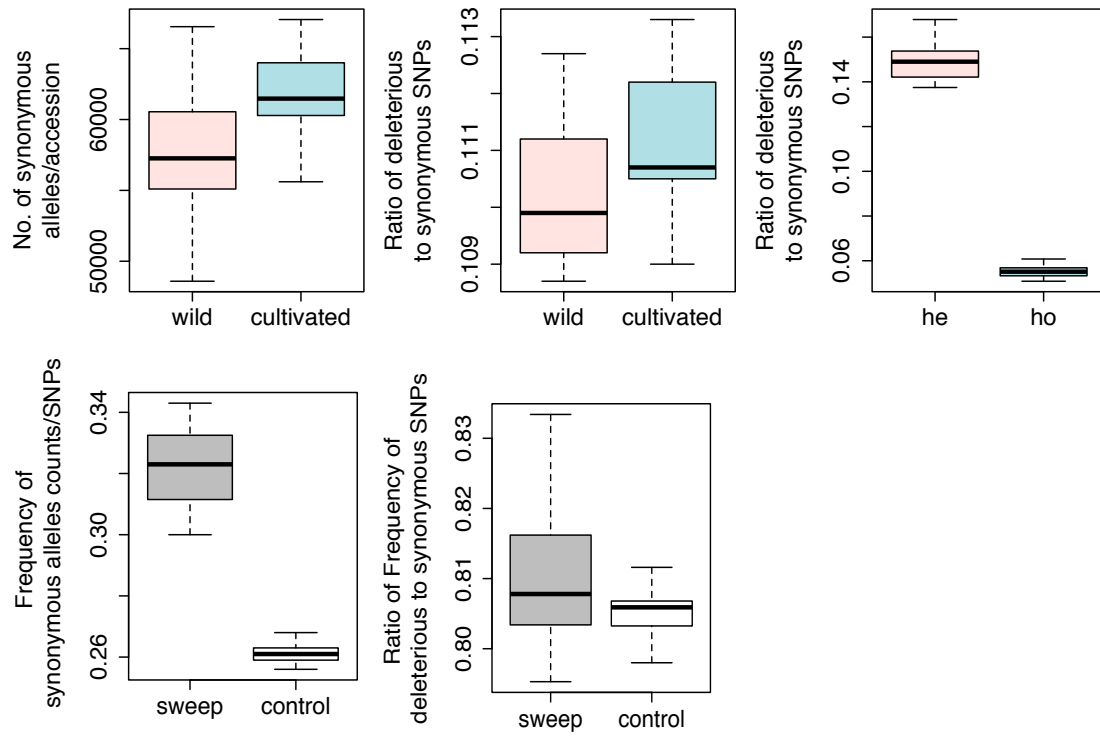 No. of synonymous
alleles/accession
50000
60000
wild
cultivated
Ratio of deleterious
to synonymous SNPs
0.109
0.111
0.113
wild
cultivated
Ratio of deleterious
to synonymous SNPs
0.06
0.10
0.14
he
ho
Frequency of
synonymous alleles counts/SNPs
0.26
0.30
0.34
sweep
control
Ratio of Frequency of
deleterious to synonymous SNPs
0.80
0.81
0.82
0.83
sweep
control